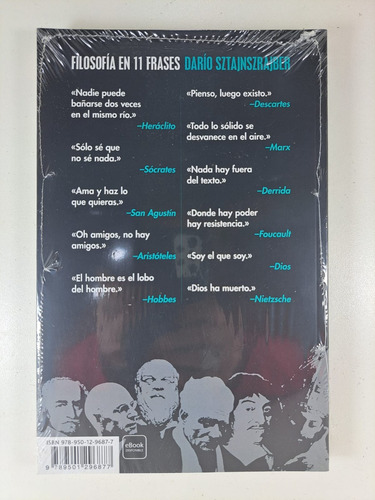 FILOSOFÍA EN 11 FRASES DARÍO SZTAJNSZRAJBER
«Nadie puede
bañarse dos veces
en el mismo río.»
–Heráclito
«Sólo sé que
no sé nada.»
–Sócrates
«Ama y haz lo
que quieras.»
–San Agustín
«Oh amigos, no hay
amigos.»
–Aristóteles
«El hombre es el lobo
del hombre.»
–Hobbes
«Pienso, luego existo.»
–Descartes
«Todo lo sólido se
desvanece en el aire.»
–Marx
«Nada hay fuera
del texto.»
–Derrida
«Donde hay poder
hay resistencia.»
–Foucault
«Soy el que soy.»
–Dios
«Dios ha muerto.»
–Nietzsche
ISBN 978-950-12-9687-7
9 789501 296877
eBook
DISPONIBLE